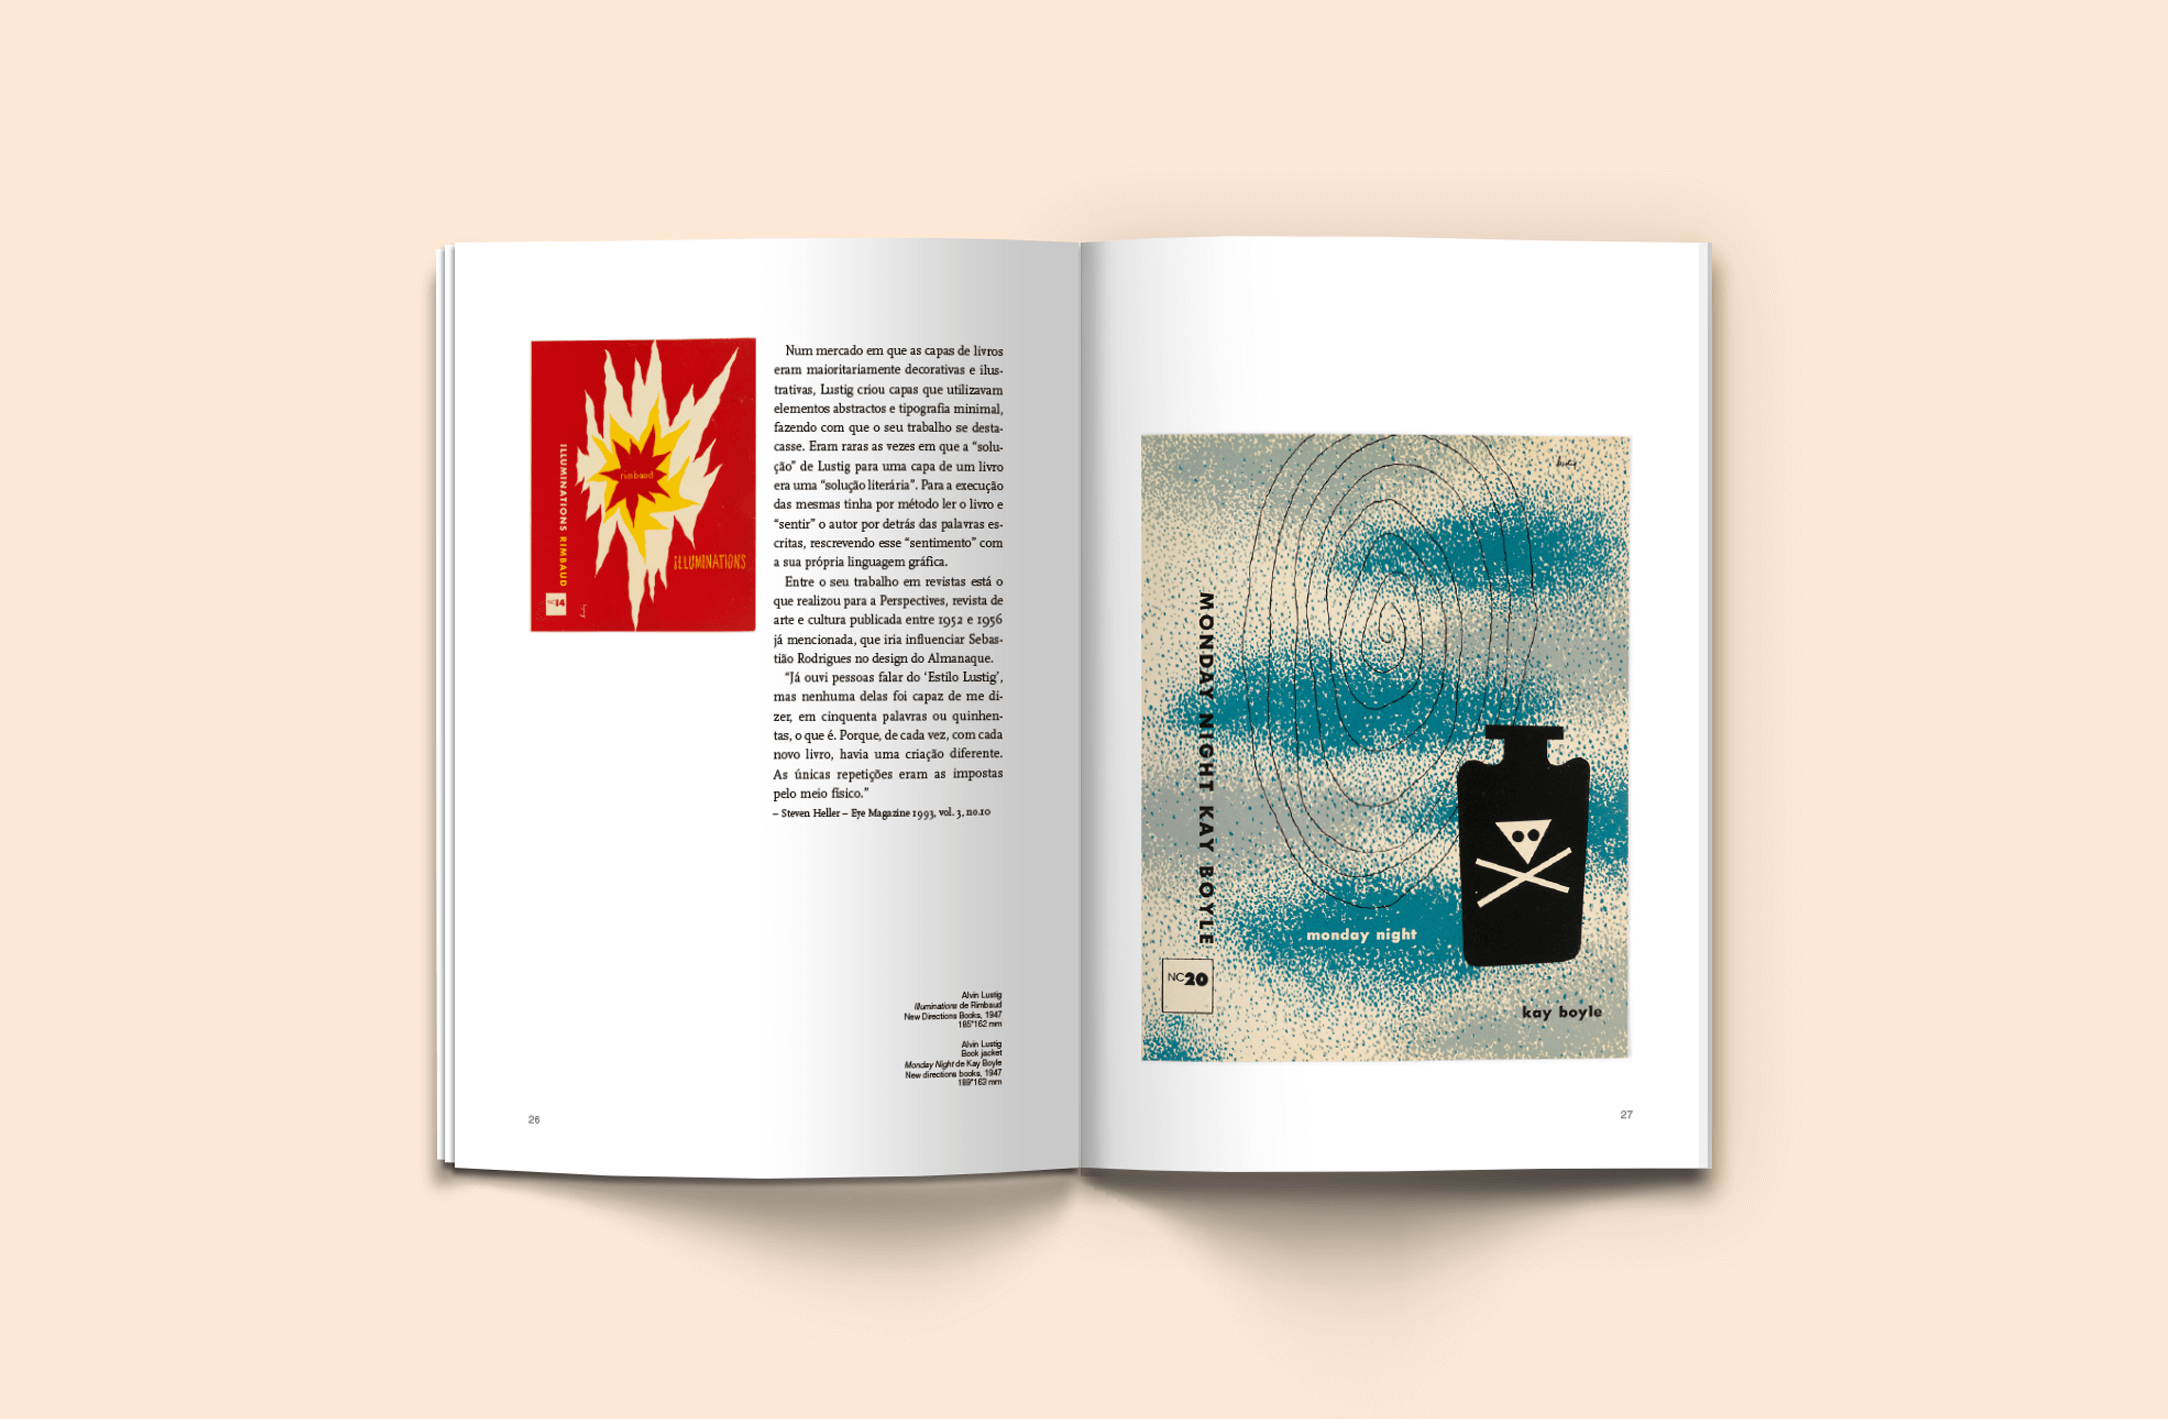 ILLUMINATIONS RIMBAUD
NC14
rimbaud
ILLUMINATIONS
Num mercado em que as capas de livros
eram maioritariamente decorativas e ilus-
trativas, Lustig criou capas que utilizavam
elementos abstractos e tipografia minimal,
fazendo com que o seu trabalho se desta-
casse. Eram raras as vezes em que a “solu-
ção” de Lustig para uma capa de um livro
era uma “solução literária”. Para a execução
das mesmas tinha por método ler o livro e
“sentir” o autor por detrás das palavras es-
critas, rescrevendo esse “sentimento” com
a sua própria linguagem gráfica.
Entre o seu trabalho em revistas está o
que realizou para a Perspectives, revista de
arte e cultura publicada entre 1952 e 1956
já mencionada, que iria influenciar Sebas-
tião Rodrigues no design do Almanaque.
“Já ouvi pessoas falar do ‘Estilo Lustig’,
mas nenhuma delas foi capaz de me di-
zer, em cinquenta palavras ou quinhen-
tas, o que é. Porque, de cada vez, com cada
novo livro, havia uma criação diferente.
As únicas repetições eram as impostas
pelo meio físico.”
– Steven Heller – Eye Magazine 1993, vol. 3, no.10
Alvin Lustig
Illuminations de Rimbaud
New Directions Books, 1947
185*162 mm
Alvin Lustig
Book jacket
Monday Night de Kay Boyle
New directions books, 1947
189*163 mm
26
MONDAY NIGHT KAY BOYLE
NC20
monday night
kay boyle
27